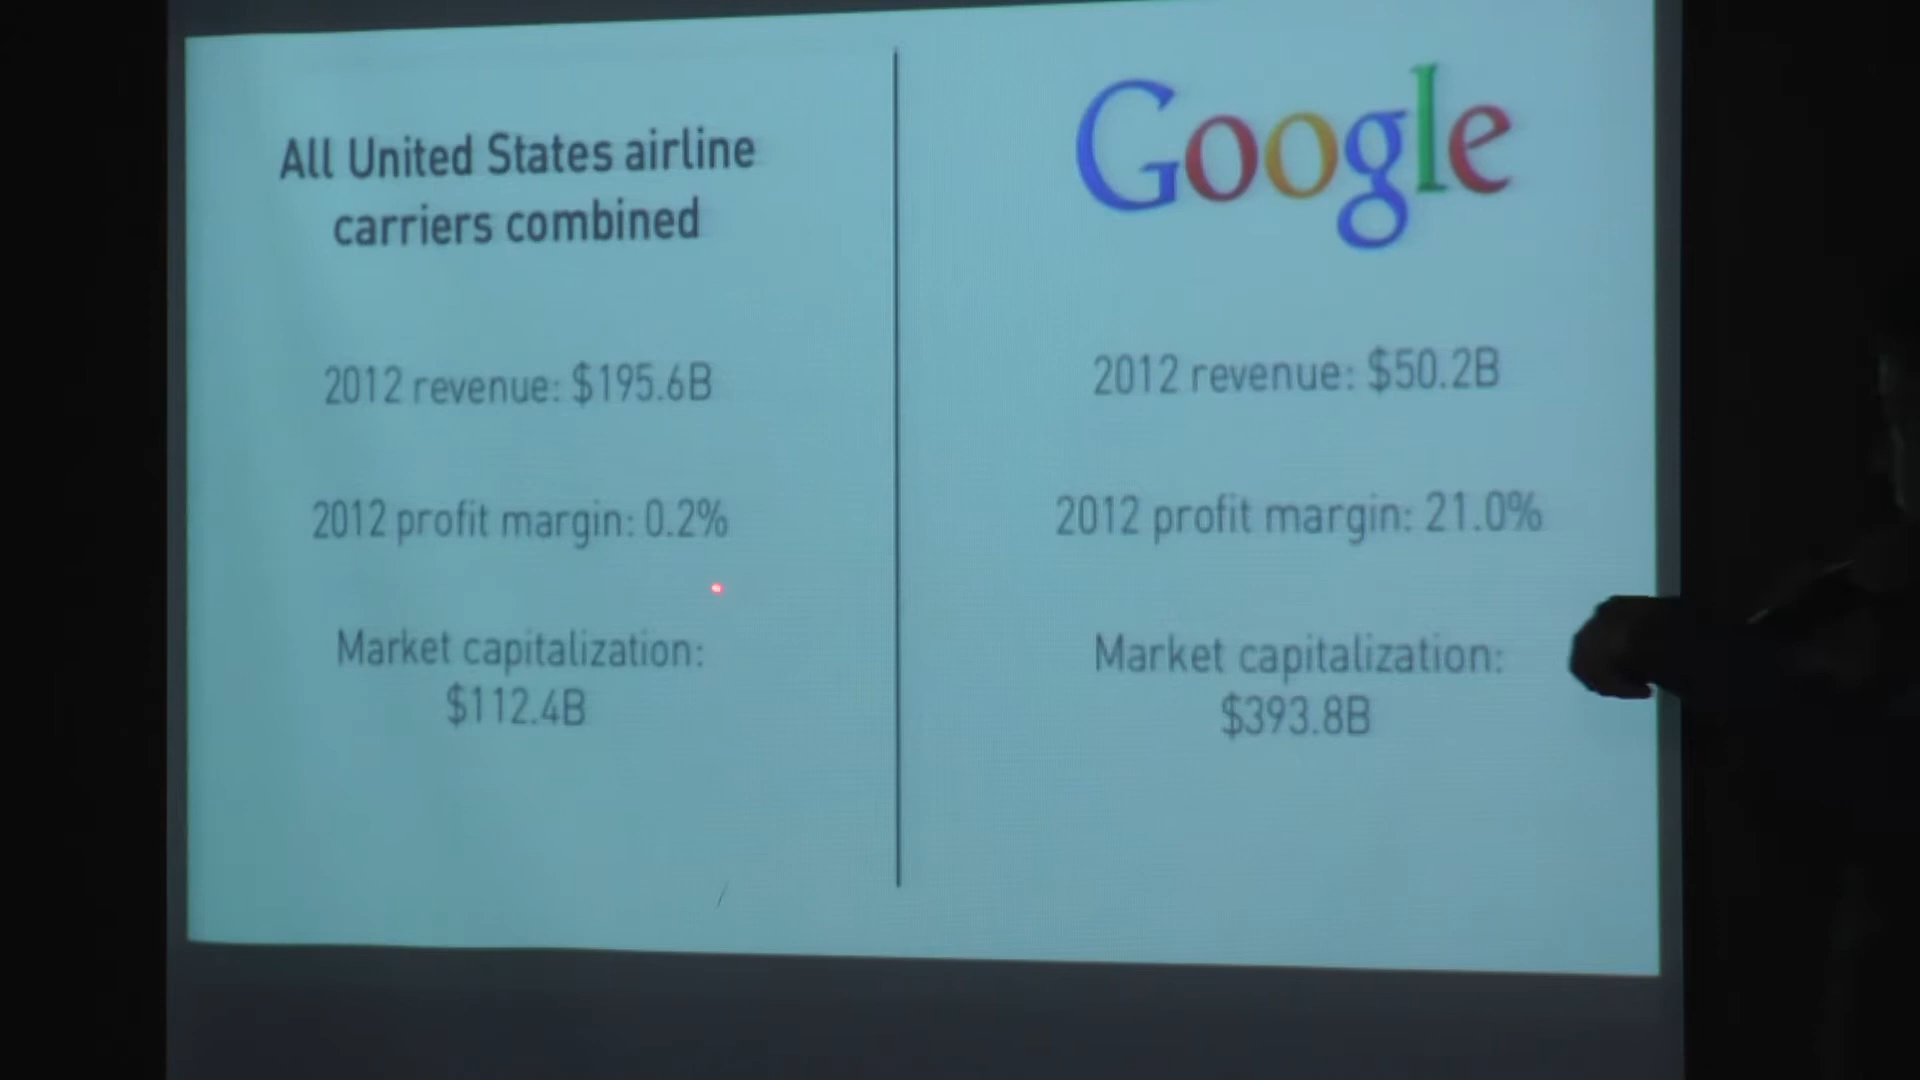 All United States airline
carriers combined
2012 revenue: $195.6B
2012 profit margin: 0.2%
Market capitalization:
$112.4B
Google
2012 revenue: $50.2B
2012 profit margin: 21.0%
Market capitalization:
$393.8B